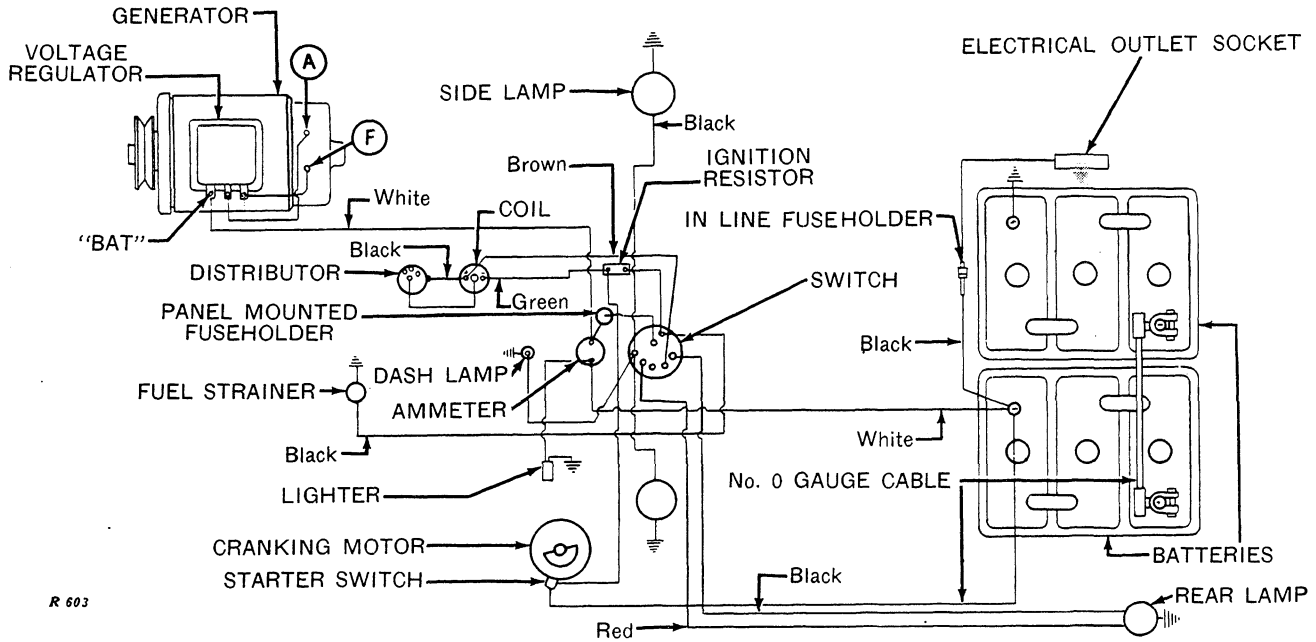 GENERATOR
VOLTAGE
REGULATOR
A
F
"BAT"
White
SIDE LAMP
Black
ELECTRICAL OUTLET SOCKET
Brown
IGNITION
RESISTOR
IN LINE FUSEHOLDER
COIL
Black
DISTRIBUTOR
Green
SWITCH
PANEL MOUNTED
FUSEHOLDER
Black
DASH LAMP
FUEL STRAINER
AMMETER
Black
White
LIGHTER
No. 0 GAUGE CABLE
CRANKING MOTOR
STARTER SWITCH
BATTERIES
Black
REAR LAMP
Red
R 603